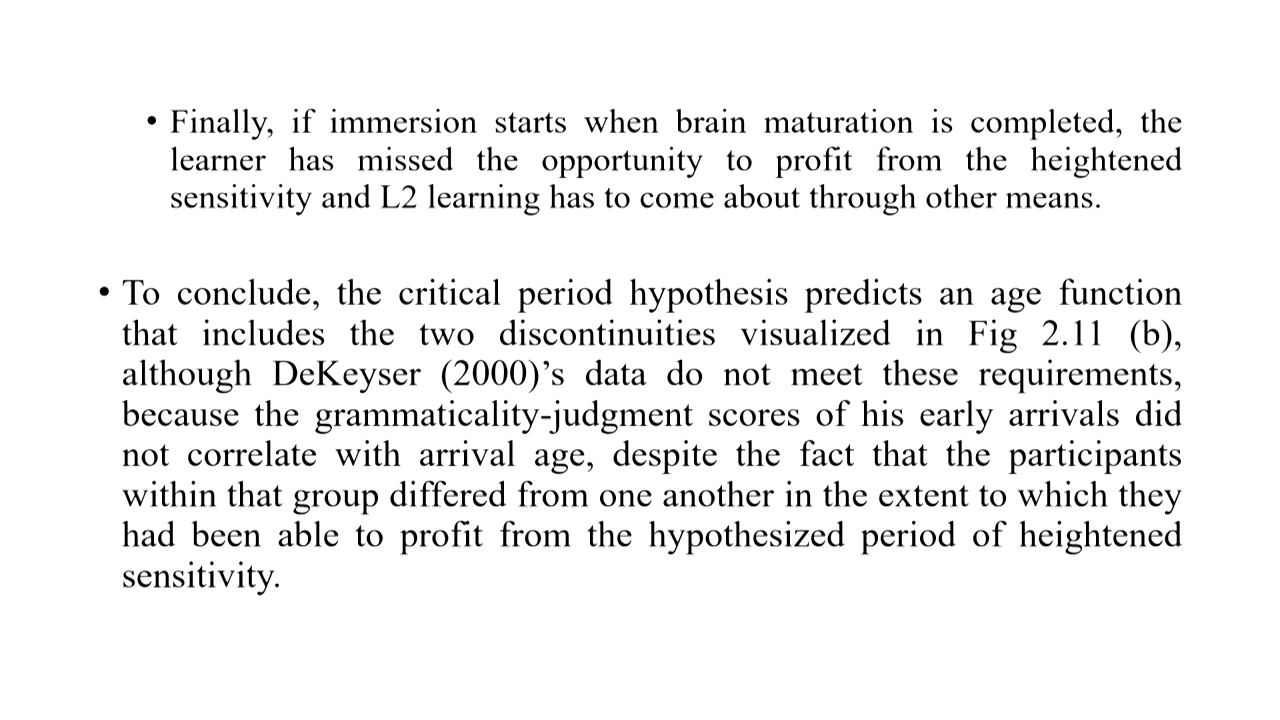 • Finally, if immersion starts when brain maturation is completed, the
learner has missed the opportunity to profit from the heightened
sensitivity and L2 learning has to come about through other means.
• To conclude, the critical period hypothesis predicts an age function
that includes the two discontinuities visualized in Fig 2.11 (b),
although DeKeyser (2000)’s data do not meet these requirements,
because the grammaticality-judgment scores of his early arrivals did
not correlate with arrival age, despite the fact that the participants
within that group differed from one another in the extent to which they
had been able to profit from the hypothesized period of heightened
sensitivity.